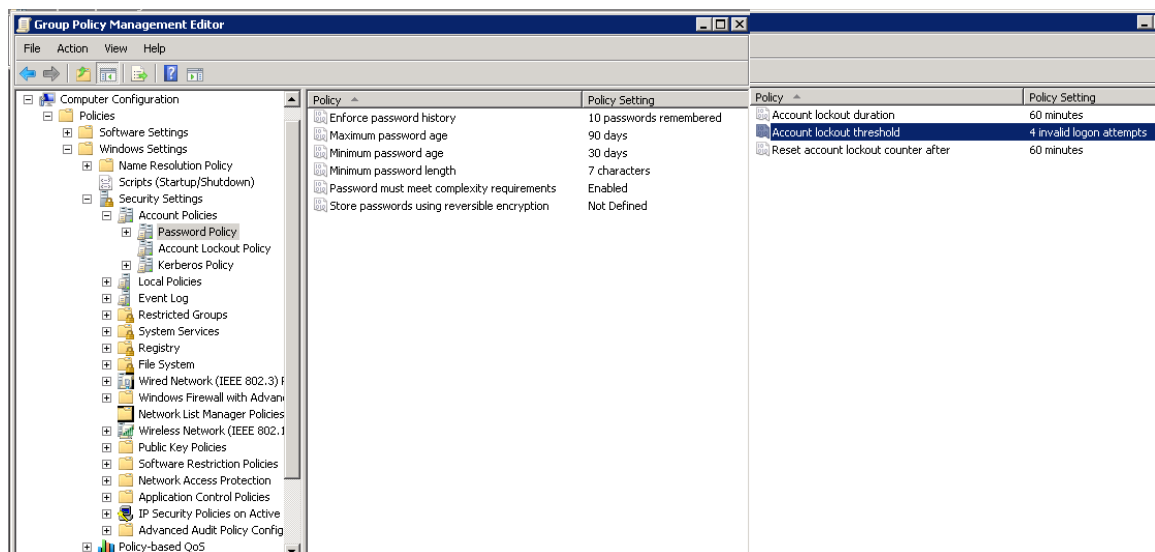 Group Policy Management Editor
File Action View Help
Computer Configuration
Policies
Software Settings
Windows Settings
Name Resolution Policy
Scripts (Startup/Shutdown)
Security Settings
Account Policies
Password Policy
Account Lockout Policy
Kerberos Policy
Local Policies
Event Log
Restricted Groups
System Services
Registry
File System
Wired Network (IEEE 802.3) P
Windows Firewall with Advan
Network List Manager Policies
Wireless Network (IEEE 802.1
Public Key Policies
Software Restriction Policies
Network Access Protection
Application Control Policies
IP Security Policies on Active
Advanced Audit Policy Config
Policy-based QoS
Policy Policy Setting
Enforce password history 10 passwords remembered
Maximum password age 90 days
Minimum password age 30 days
Minimum password length 7 characters
Password must meet complexity requirements Enabled
Store passwords using reversible encryption Not Defined
Policy Policy Setting
Account lockout duration 60 minutes
Account lockout threshold 4 invalid logon attempts
Reset account lockout counter after 60 minutes